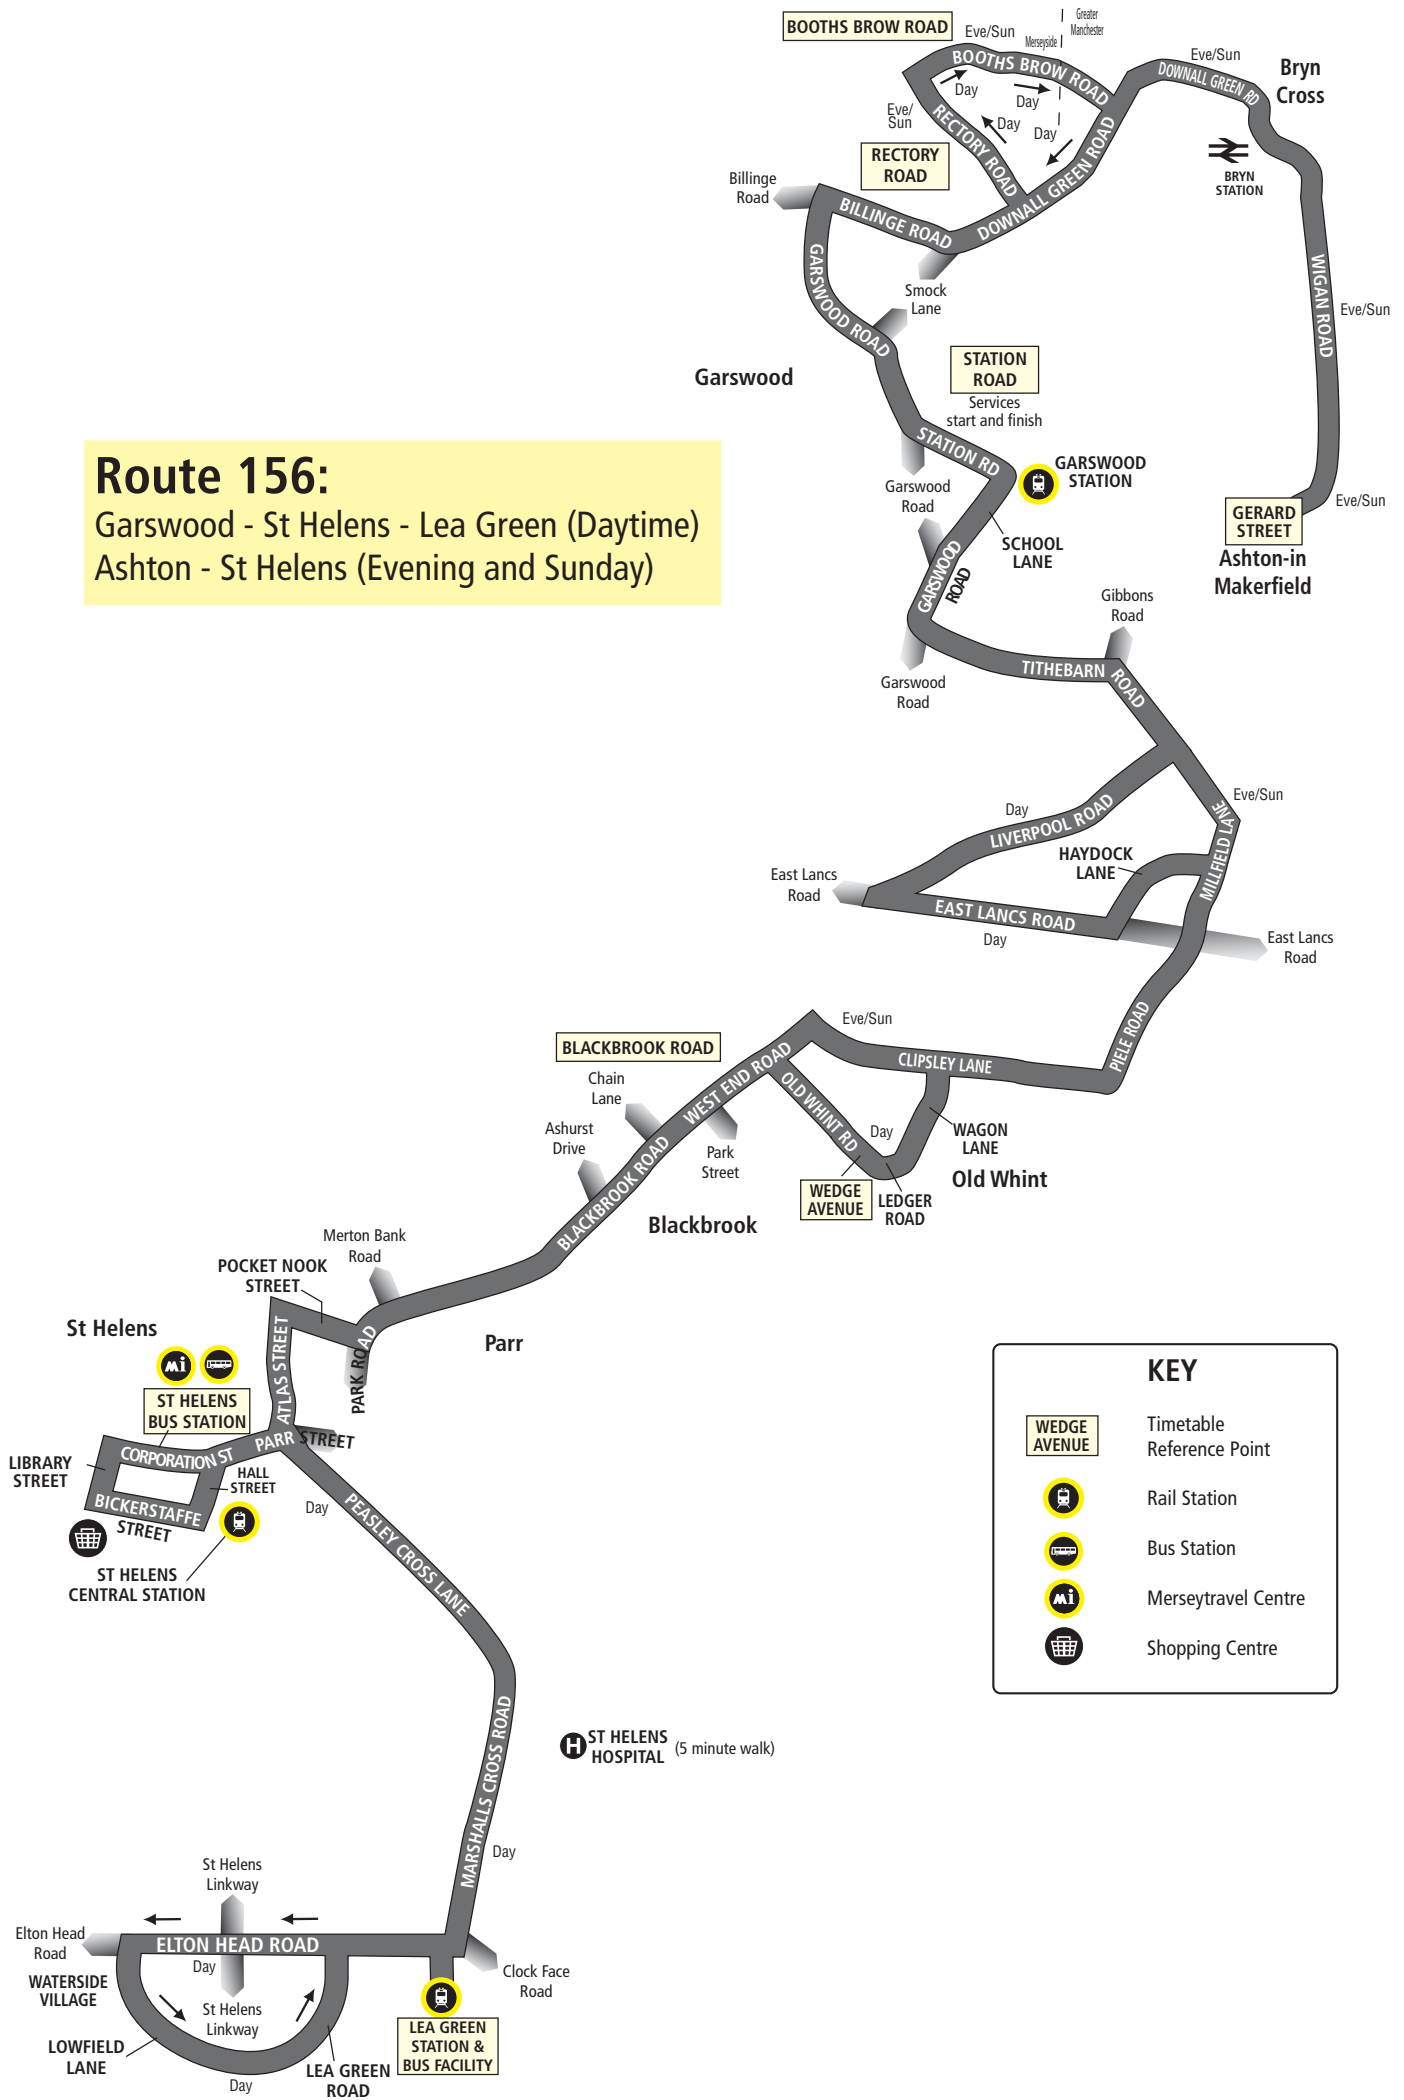 BOOTHS BROW ROAD
Eve/Sun
Merseyside
Greater
Manchester
Eve/Sun
Bryn
Cross
BOOTHS BROW ROAD
DOWNALL GREEN RD
Day
Day
Day
Day
Eve/
Sun
RECTORY ROAD
RECTORY
ROAD
DOWNALL GREEN ROAD
BRYN
STATION
Billinge
Road
BILLINGE ROAD
GARSWOOD ROAD
Smock
Lane
WIGAN ROAD
Eve/Sun
Garswood
STATION
ROAD
Services
start and finish
STATION RD
GARSWOOD
STATION
Garswood
Road
Eve/Sun
GERARD
STREET
Ashton-in
Makerfield
SCHOOL
LANE
GARSWOOD
ROAD
Route 156:
Garswood - St Helens - Lea Green (Daytime)
Ashton - St Helens (Evening and Sunday)
Gibbons
Road
Garswood
Road
TITHEBARN ROAD
Eve/Sun
Day
LIVERPOOL ROAD
MILLFIELD LANE
HAYDOCK
LANE
East Lancs
Road
EAST LANCS ROAD
Day
East Lancs
Road
PIELE ROAD
Eve/Sun
CLIPSLEY LANE
BLACKBROOK ROAD
WEST END ROAD
Chain
Lane
OLD WHINT RD
Day
WAGON
LANE
Ashurst
Drive
Park
Street
Old Whint
WEDGE
AVENUE
LEDGER
ROAD
BLACKBROOK ROAD
Blackbrook
Merton Bank
Road
POCKET NOOK
STREET
PARK ROAD
Parr
St Helens
Mi
ATLAS STREET
ST HELENS
BUS STATION
PARR STREET
CORPORATION ST
LIBRARY
STREET
HALL
STREET
BICKERSTAFFE
STREET
ST HELENS
CENTRAL STATION
Day
PEASLEY CROSS LANE
KEY
WEDGE
AVENUE
Timetable
Reference Point
Rail Station
Bus Station
Mi
Merseytravel Centre
Shopping Centre
MARSHALLS CROSS ROAD
H
ST HELENS
HOSPITAL
(5 minute walk)
Day
St Helens
Linkway
Elton Head
Road
ELTON HEAD ROAD
Day
WATERSIDE
VILLAGE
St Helens
Linkway
Clock Face
Road
LOWFIELD
LANE
LEA GREEN
STATION &
BUS FACILITY
LEA GREEN
ROAD
Day